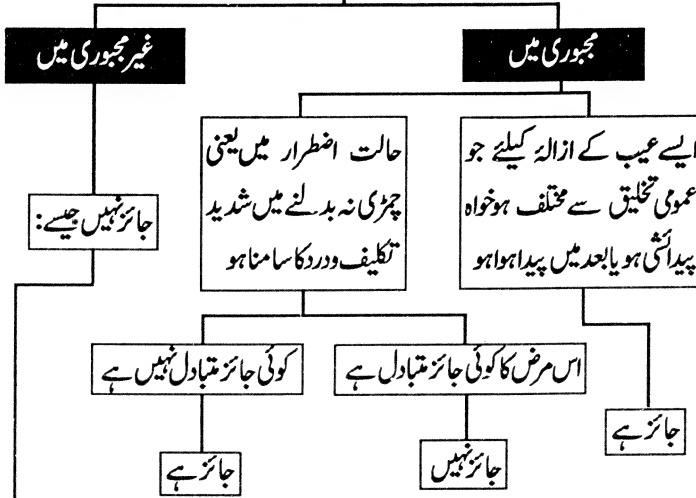 مجبوری میں
غیر مجبوری میں
ایسے عیب کے ازالۂ کیلئے جو
عمومی تخلیق سے مختلف ہو خواہ
پیدائشی ہو یا بعد میں پیدا ہوا ہو
حالت اضطرار میں یعنی
چمڑی نہ بدلنے میں شدید
تکلیف و درد کا سامنا ہو
جائز نہیں جیسے:
اس مرض کا کوئی جائز متبادل ہے
کوئی جائز متبادل نہیں ہے
جائز ہے
جائز نہیں
جائز ہے